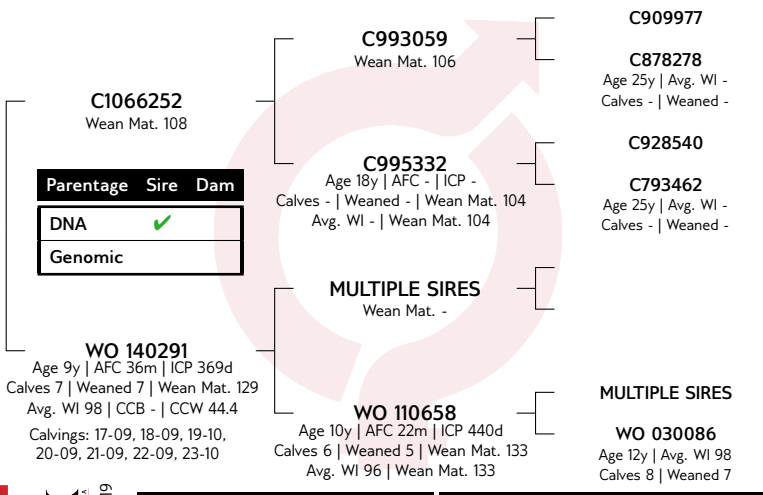 C909977
C993059
Wean Mat. 106
C878278
Age 25y | Avg. WI -
Calves - | Weaned -
C1066252
Wean Mat. 108
C928540
C995332
Age 18y | AFC - | ICP -
Calves - | Weaned - | Wean Mat. 104
Avg. WI - | Wean Mat. 104
C793462
Age 25y | Avg. WI -
Calves - | Weaned -
Parentage Sire Dam
DNA ✔
Genomic
MULTIPLE SIRES
Wean Mat. -
WO 140291
Age 9y | AFC 36m | ICP 369d
Calves 7 | Weaned 7 | Wean Mat. 129
Avg. WI 98 | CCB - | CCW 44.4
Calvings: 17-09, 18-09, 19-10,
20-09, 21-09, 22-09, 23-10
MULTIPLE SIRES
WO 110658
Age 10y | AFC 22m | ICP 440d
Calves 6 | Weaned 5 | Wean Mat. 133
Avg. WI 96 | Wean Mat. 133
WO 030086
Age 12y | Avg. WI 98
Calves 8 | Weaned 7